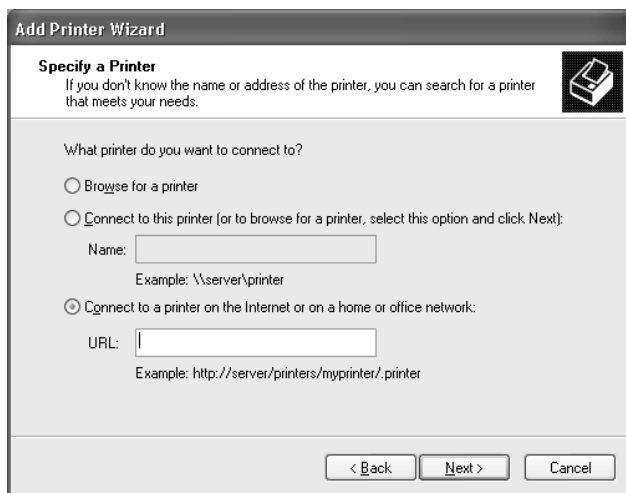 Add Printer Wizard
Specify a Printer
If you don't know the name or address of the printer, you can search for a printer
that meets your needs.
What printer do you want to connect to?
Browse for a printer
Connect to this printer (or to browse for a printer, select this option and click Next):
Name:
Example: \\server\printer
Connect to a printer on the Internet or on a home or office network:
URL:
Example: http://server/printers/myprinter/.printer
< Back Next > Cancel